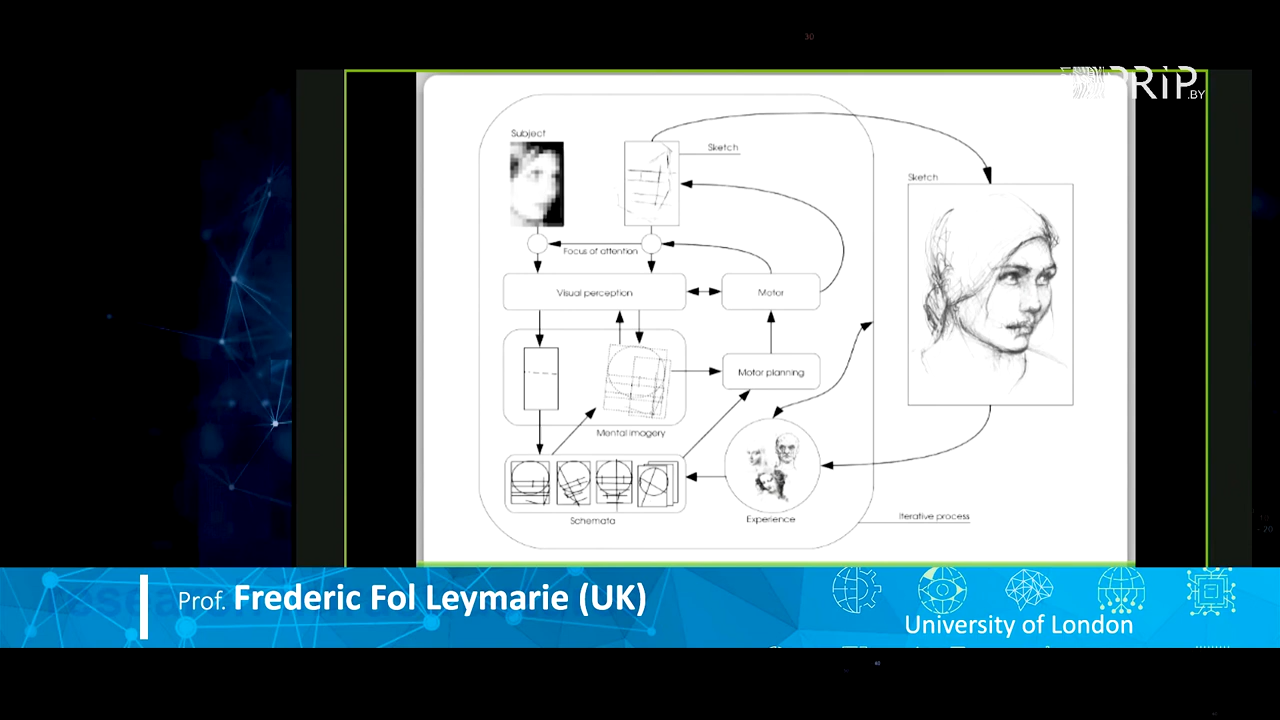 30
PRiP
.BY
Subject
Sketch
Sketch
Focus of attention
Visual perception
Motor
Motor planning
Mental imagery
Schemata
Experience
Iterative process
Prof. Frederic Fol Leymarie (UK)
University of London